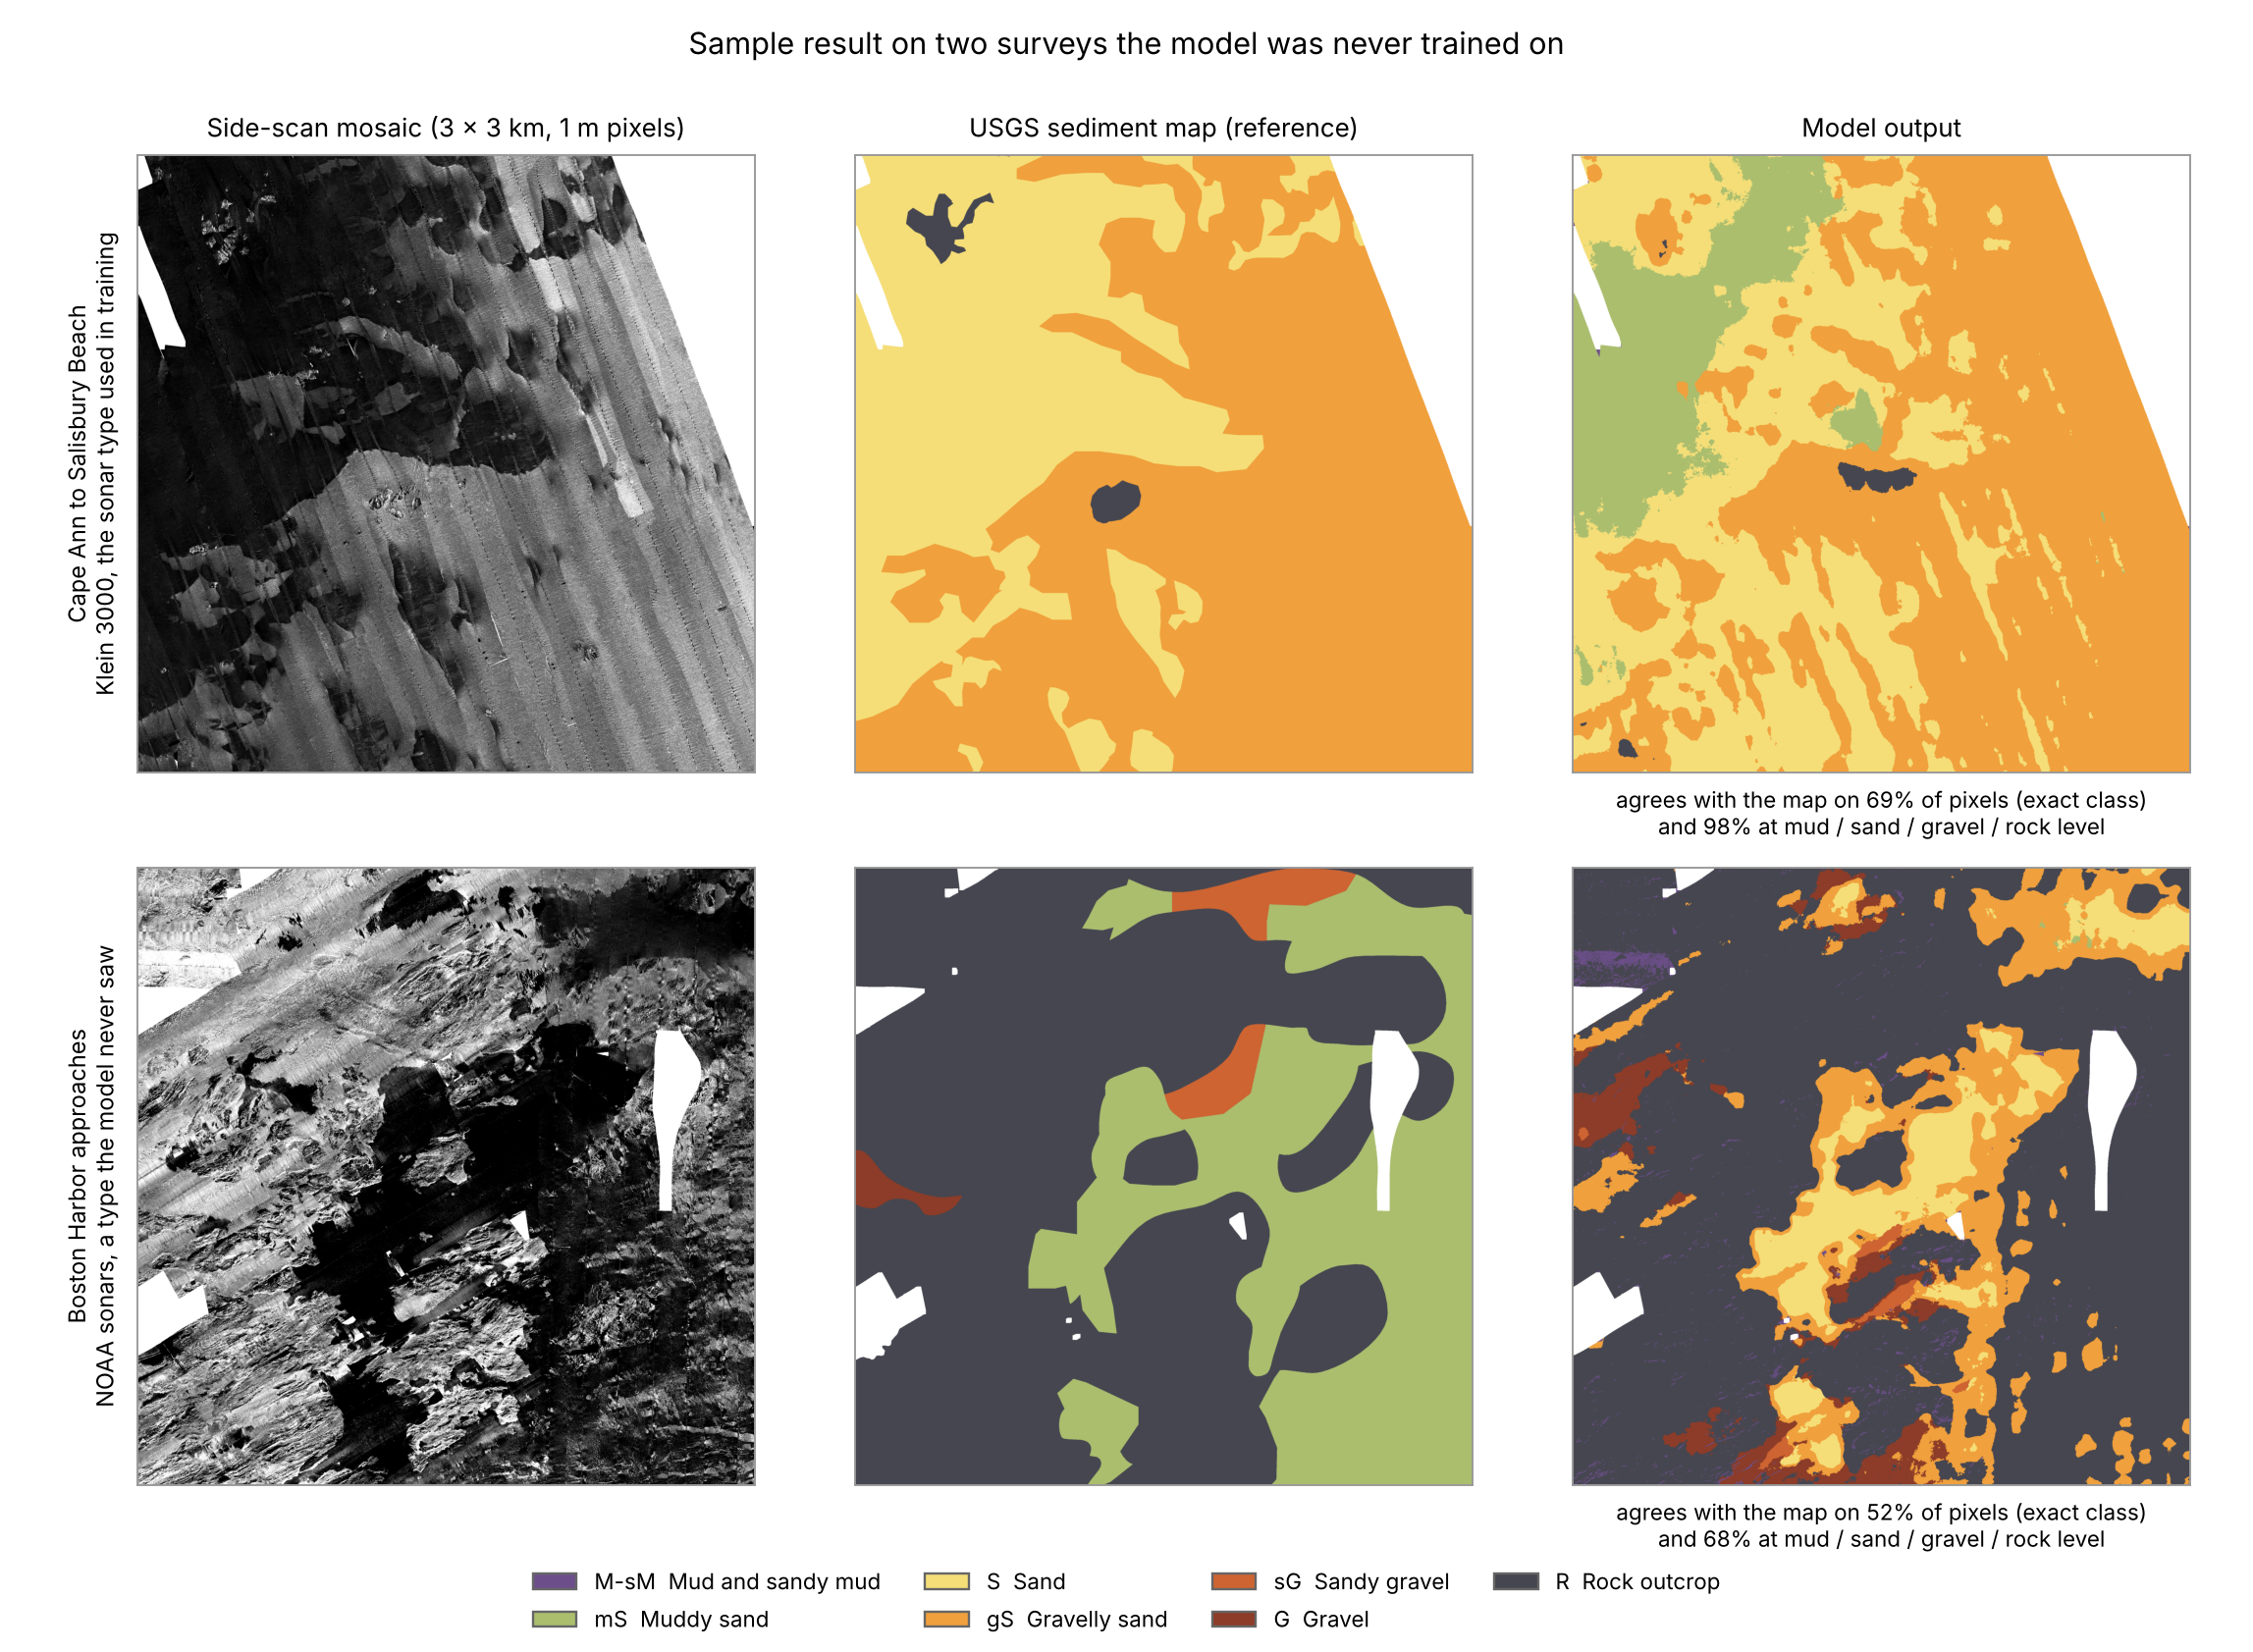 Sample result on two surveys the model was never trained on
Side-scan mosaic (3 × 3 km, 1 m pixels)
USGS sediment map (reference)
Model output
Cape Ann to Salisbury Beach
Klein 3000, the sonar type used in training
agrees with the map on 69% of pixels (exact class)
and 98% at mud / sand / gravel / rock level
Boston Harbor approaches
NOAA sonars, a type the model never saw
agrees with the map on 52% of pixels (exact class)
and 68% at mud / sand / gravel / rock level
M-sM Mud and sandy mud
S Sand
sG Sandy gravel
R Rock outcrop
mS Muddy sand
gS Gravelly sand
G Gravel